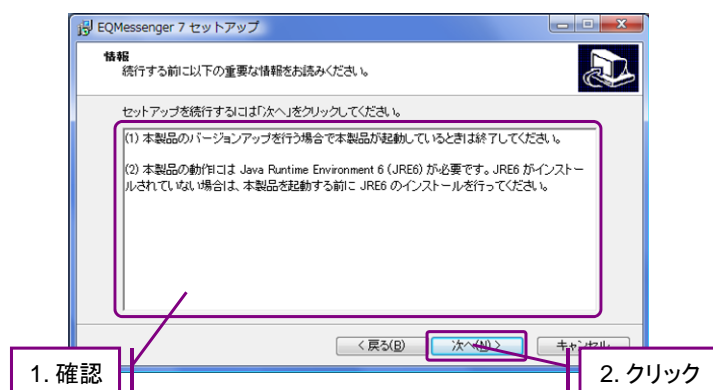 EQMessenger 7 セットアップ
情報
続行する前に以下の重要な情報をお読みください。
セットアップを続行するには「次へ」をクリックしてください。
(1) 本製品のバージョンアップを行う場合で本製品が起動しているときは終了してください。
(2) 本製品の動作には Java Runtime Environment 6 (JRE6) が必要です。JRE6 がインストー
ルされていない場合は、本製品を起動する前に JRE6 のインストールを行ってください。
< 戻る(B)
次へ(N) >
キャンセル
1. 確認
2. クリック